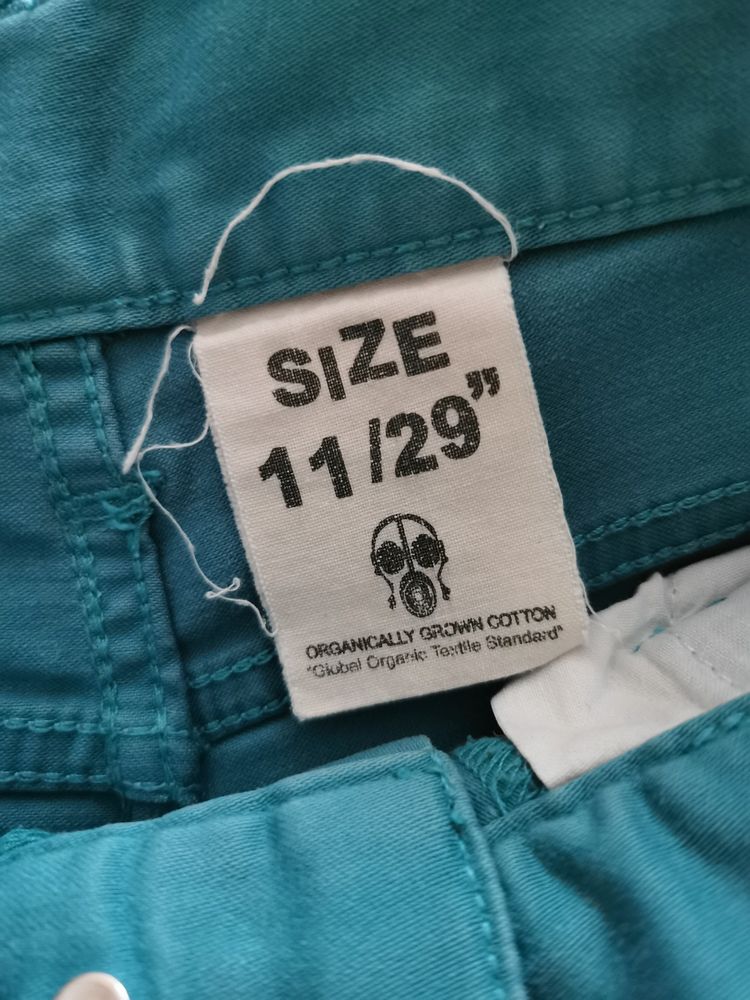 SIZE
11/29"
ORGANICALLY GROWN COTTON
"Global Organic Textile Standard"